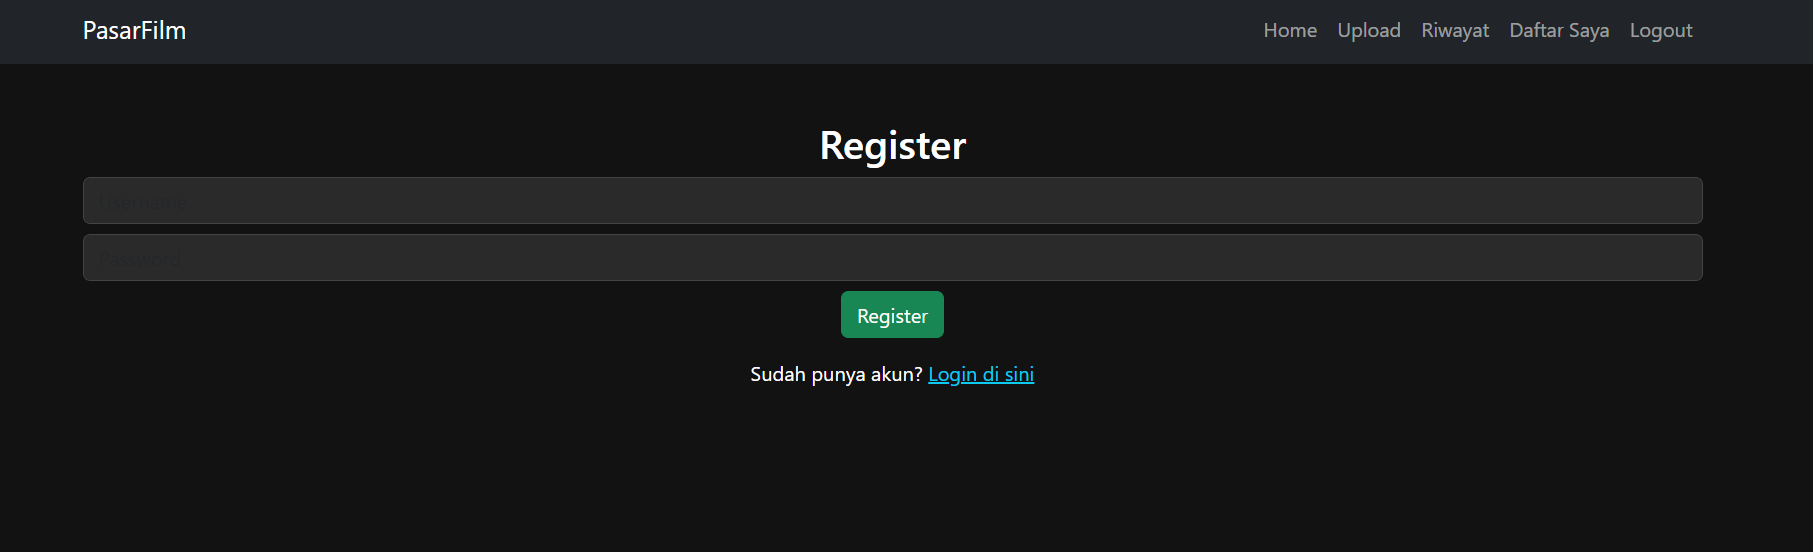 PasarFilm
Home Upload Riwayat Daftar Saya Logout
Register
Username
Password
Register
Sudah punya akun? Login di sini